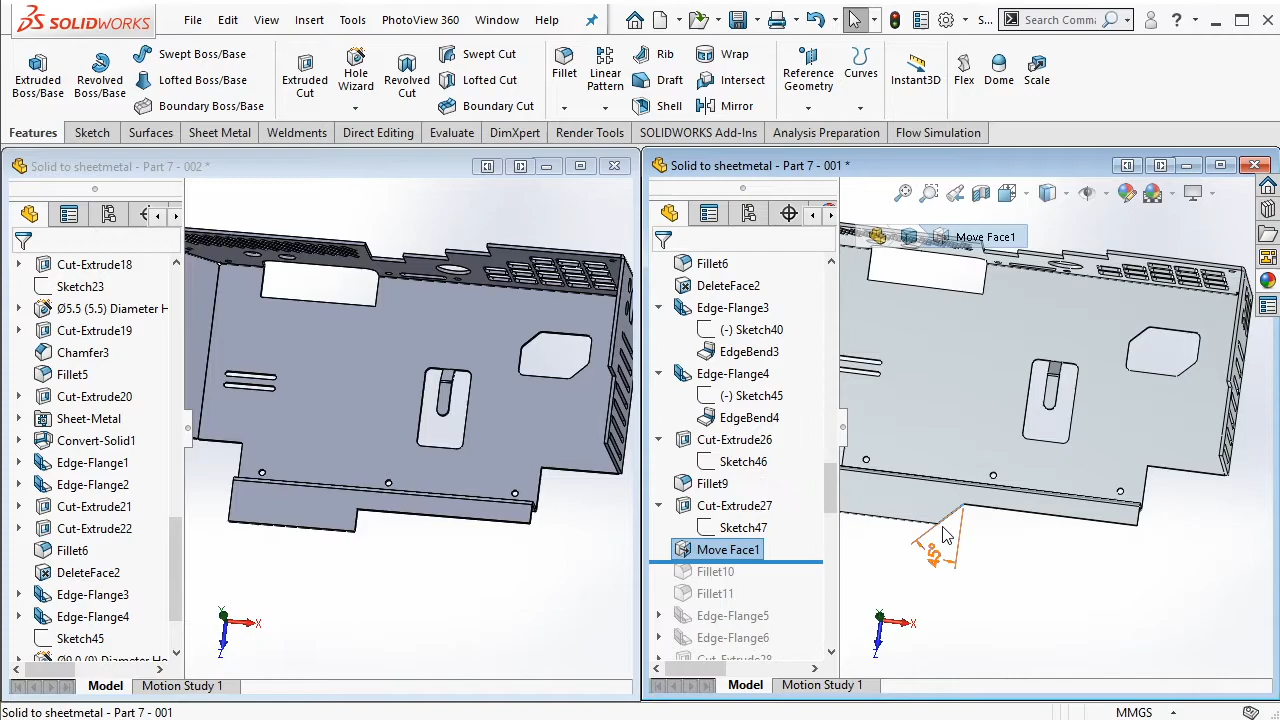 SOLIDWORKS File Edit View Insert Tools PhotoView 360 Window Help S... Search Comma
Extruded Boss/Base
Revolved Boss/Base
Swept Boss/Base
Lofted Boss/Base
Boundary Boss/Base
Extruded Cut
Hole Wizard
Revolved Cut
Swept Cut
Lofted Cut
Boundary Cut
Fillet
Linear Pattern
Rib
Draft
Shell
Wrap
Intersect
Mirror
Reference Geometry
Curves
Instant3D
Flex
Dome
Scale
Features Sketch Surfaces Sheet Metal Weldments Direct Editing Evaluate DimXpert Render Tools SOLIDWORKS Add-Ins Analysis Preparation Flow Simulation
Solid to sheetmetal - Part 7 - 002 *
Cut-Extrude18
Sketch23
Ø5.5 (5.5) Diameter H
Cut-Extrude19
Chamfer3
Fillet5
Cut-Extrude20
Sheet-Metal
Convert-Solid1
Edge-Flange1
Edge-Flange2
Cut-Extrude21
Cut-Extrude22
Fillet6
DeleteFace2
Edge-Flange3
Edge-Flange4
Sketch45
Y
X
Z
Model Motion Study 1
Solid to sheetmetal - Part 7 - 001 *
Move Face1
Fillet6
DeleteFace2
Edge-Flange3
(-) Sketch40
EdgeBend3
Edge-Flange4
(-) Sketch45
EdgeBend4
Cut-Extrude26
Sketch46
Fillet9
Cut-Extrude27
Sketch47
Move Face1
Fillet10
Fillet11
Edge-Flange5
Edge-Flange6
Cut-Extrude28
45°
Y
X
Z
Model Motion Study 1
Solid to sheetmetal - Part 7 - 001
MMGS